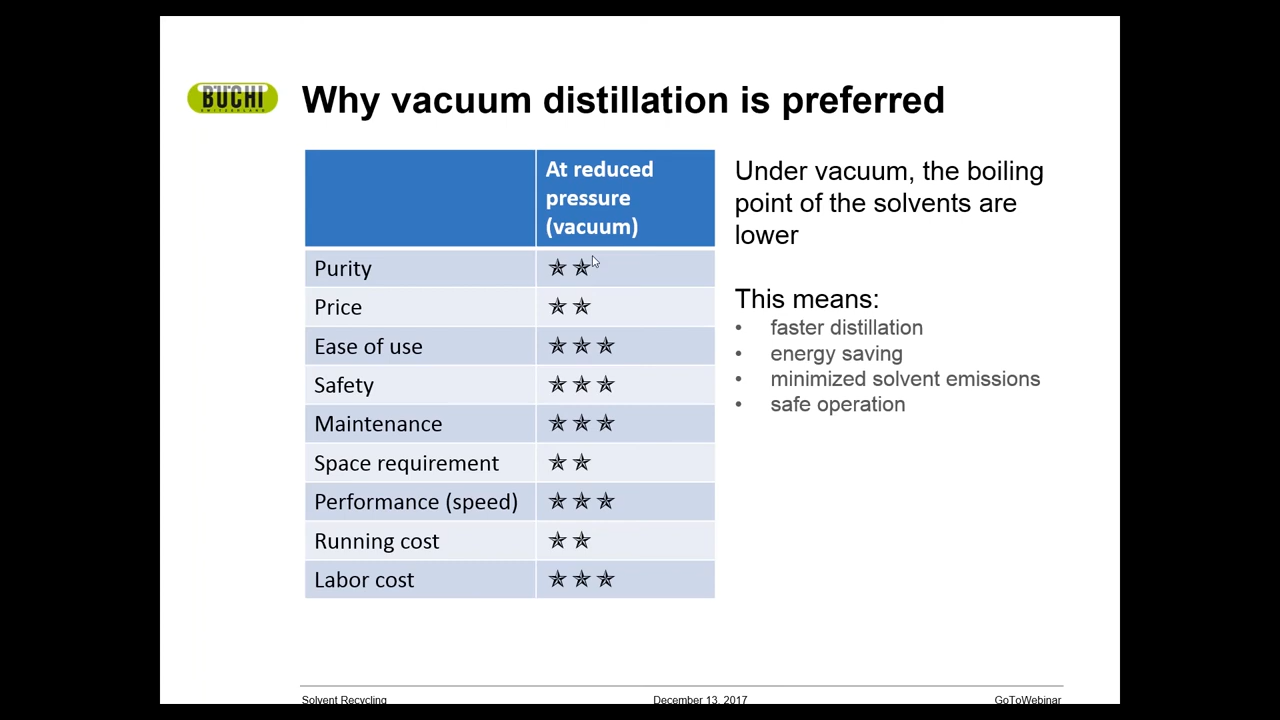 BUCHI
SWITZERLAND
Why vacuum distillation is preferred
At reduced
pressure
(vacuum)
Purity ✯✯
Price ✯✯
Ease of use ✯✯✯
Safety ✯✯✯
Maintenance ✯✯✯
Space requirement ✯✯
Performance (speed) ✯✯✯
Running cost ✯✯
Labor cost ✯✯✯
Under vacuum, the boiling
point of the solvents are
lower
This means:
• faster distillation
• energy saving
• minimized solvent emissions
• safe operation
Solvent Recycling December 13, 2017 GoToWebinar